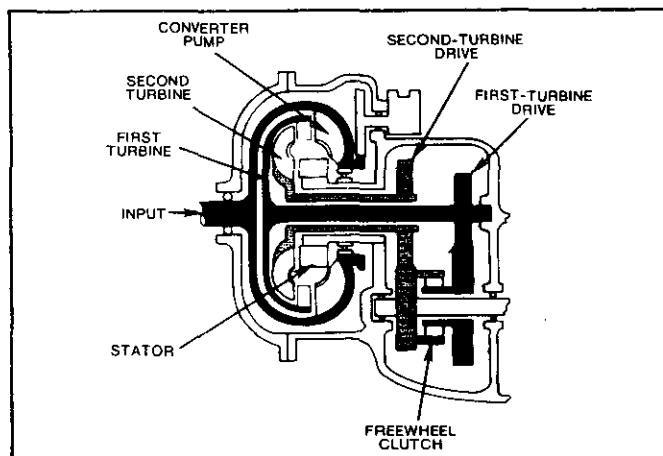 CONVERTER
PUMP
SECOND-TURBINE
DRIVE
SECOND
TURBINE
FIRST-TURBINE
DRIVE
FIRST
TURBINE
INPUT
STATOR
FREEWHEEL
CLUTCH